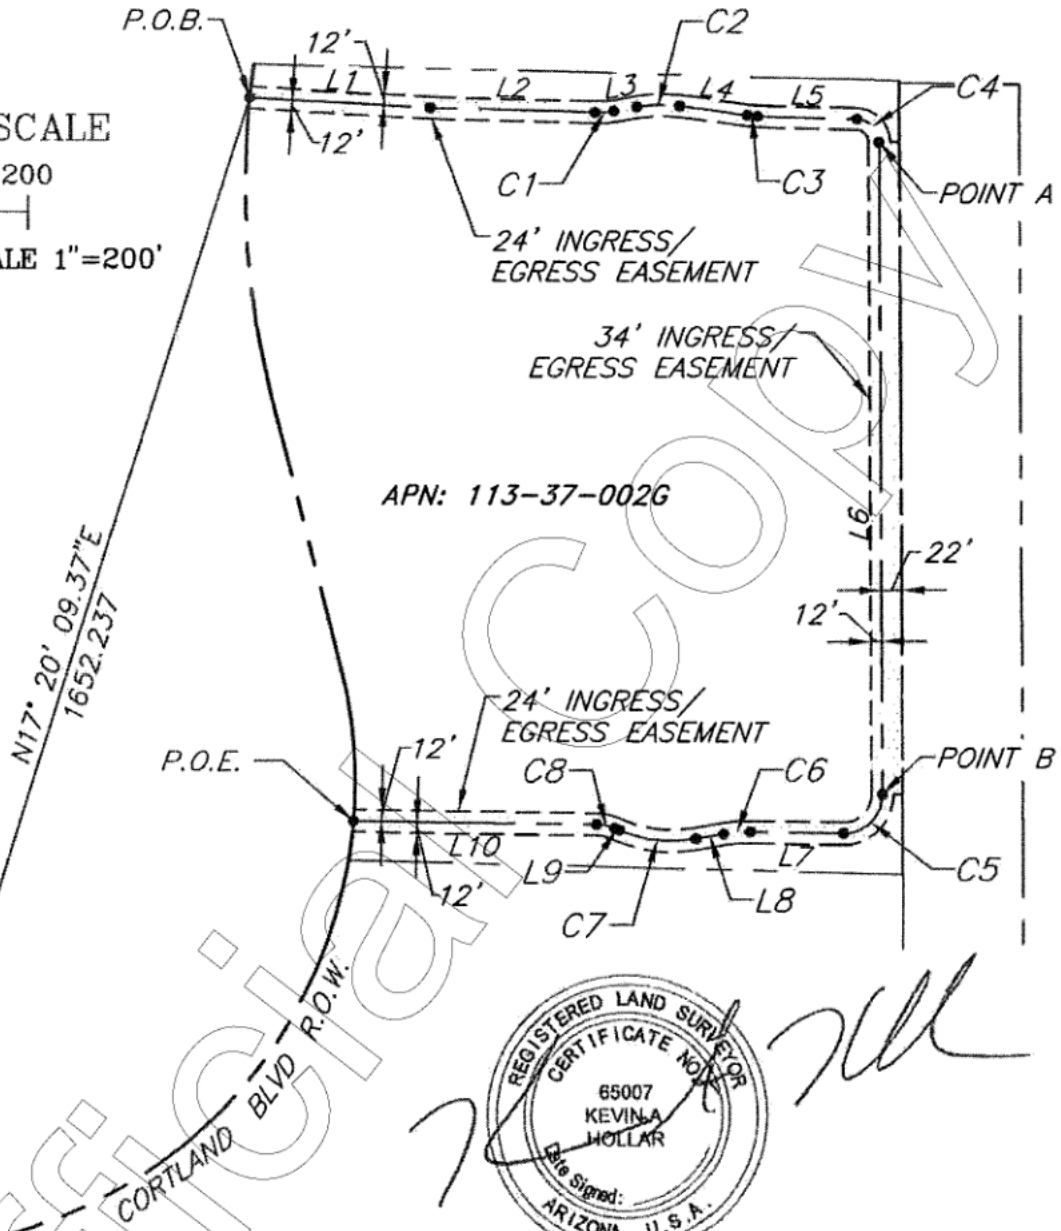 P.O.B.
C2
12'
L1
L2
L3
L4
L5
C4
SCALE
12'
200
C1
C3
POINT A
ALE 1"=200'
24' INGRESS/
EGRESS EASEMENT
34' INGRESS/
EGRESS EASEMENT
APN: 113-37-002G
L6
22'
12'
N17° 20' 09.37"E
1652.237
24' INGRESS/
EGRESS EASEMENT
P.O.E.
12'
C8
C6
POINT B
L10
L9
L7
C5
12'
C7
L8
CORTLAND BLVD R.O.W.
REGISTERED LAND SURVEYOR
CERTIFICATE NO.
65007
KEVIN A
HOLLAR
Date Signed:
ARIZONA U.S.A.
fficial Copy